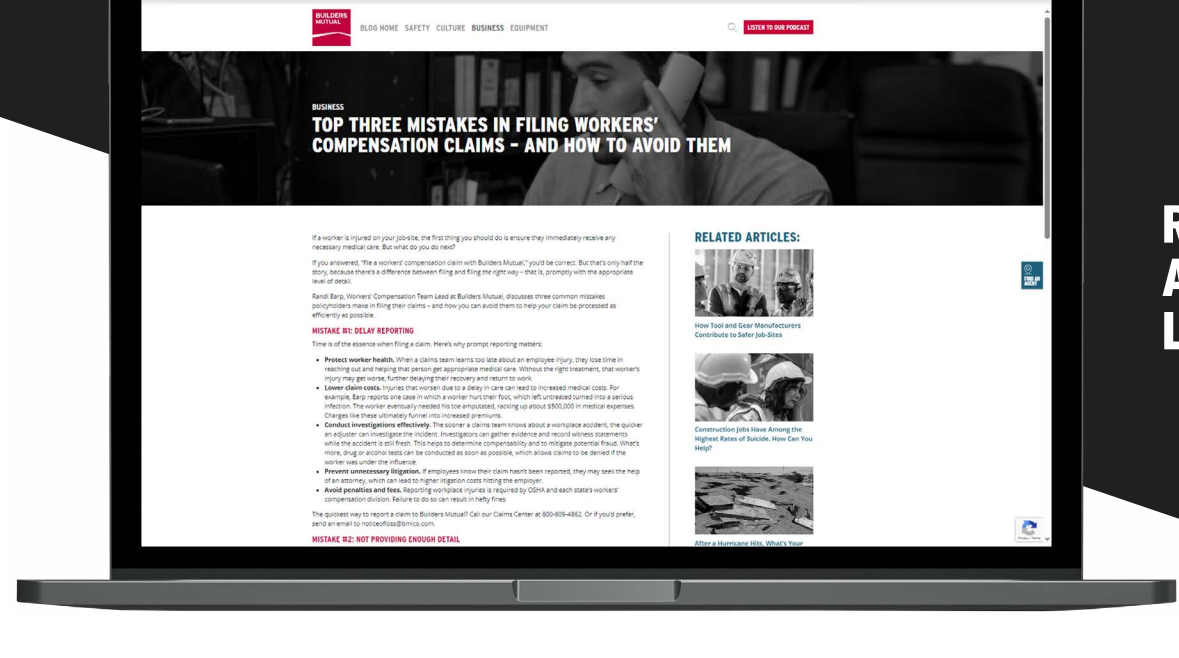 BUILDERS
MUTUAL
BLOG HOME SAFETY CULTURE BUSINESS EQUIPMENT
LISTEN TO OUR PODCAST
BUSINESS
TOP THREE MISTAKES IN FILING WORKERS'
COMPENSATION CLAIMS – AND HOW TO AVOID THEM
If a worker is injured on your job-site, the first thing you should do is ensure they immediately receive any
necessary medical care. But what do you do next?
If you answered, "file a workers' compensation claim with Builders Mutual," you'd be correct. But that's only half the
story, because there's a difference between filing and filing the right way – that is, promptly with the appropriate
level of detail.
Randi Earp, Workers' Compensation Team Lead at Builders Mutual, discusses three common mistakes
policyholders make in filing their claims – and how you can avoid them to help your claim be processed as
efficiently as possible.
MISTAKE #1: DELAY REPORTING
Time is of the essence when filing a claim. Here's why prompt reporting matters:
• Protect worker health. When a claims team learns too late about an employee injury, they lose time in
reaching out and helping that person get appropriate medical care. Without the right treatment, that worker's
injury may get worse, further delaying their recovery and return to work.
• Lower claim costs. Injuries that worsen due to a delay in care can lead to increased medical costs. For
example, Earp reports one case in which a worker hurt their foot, which left untreated turned into a serious
infection. The worker eventually needed his toe amputated, racking up about $500,000 in medical expenses.
Charges like these ultimately funnel into increased premiums.
• Conduct investigations effectively. The sooner a claims team knows about a workplace accident, the quicker
an adjuster can investigate the incident. Investigators can gather evidence and record witness statements
while the accident is still fresh. This helps to determine compensability and to mitigate potential fraud. What's
more, drug or alcohol tests can be conducted as soon as possible, which allows claims to be denied if the
worker was under the influence.
• Prevent unnecessary litigation. If employees know their claim hasn't been reported, they may seek the help
of an attorney, which can lead to higher litigation costs hitting the employer.
• Avoid penalties and fees. Reporting workplace injuries is required by OSHA and each state's workers'
compensation division. Failure to do so can result in hefty fines.
The quickest way to report a claim to Builders Mutual? Call our Claims Center at 800-809-4862. Or if you'd prefer,
send an email to noticeofloss@bmico.com.
MISTAKE #2: NOT PROVIDING ENOUGH DETAIL
RELATED ARTICLES:
How Tool and Gear Manufacturers
Contribute to Safer Job-Sites
Construction Jobs Have Among the
Highest Rates of Suicide. How Can You
Help?
After a Hurricane Hits, What's Your
FIND AN
AGENT
Privacy - Terms
R
A
L